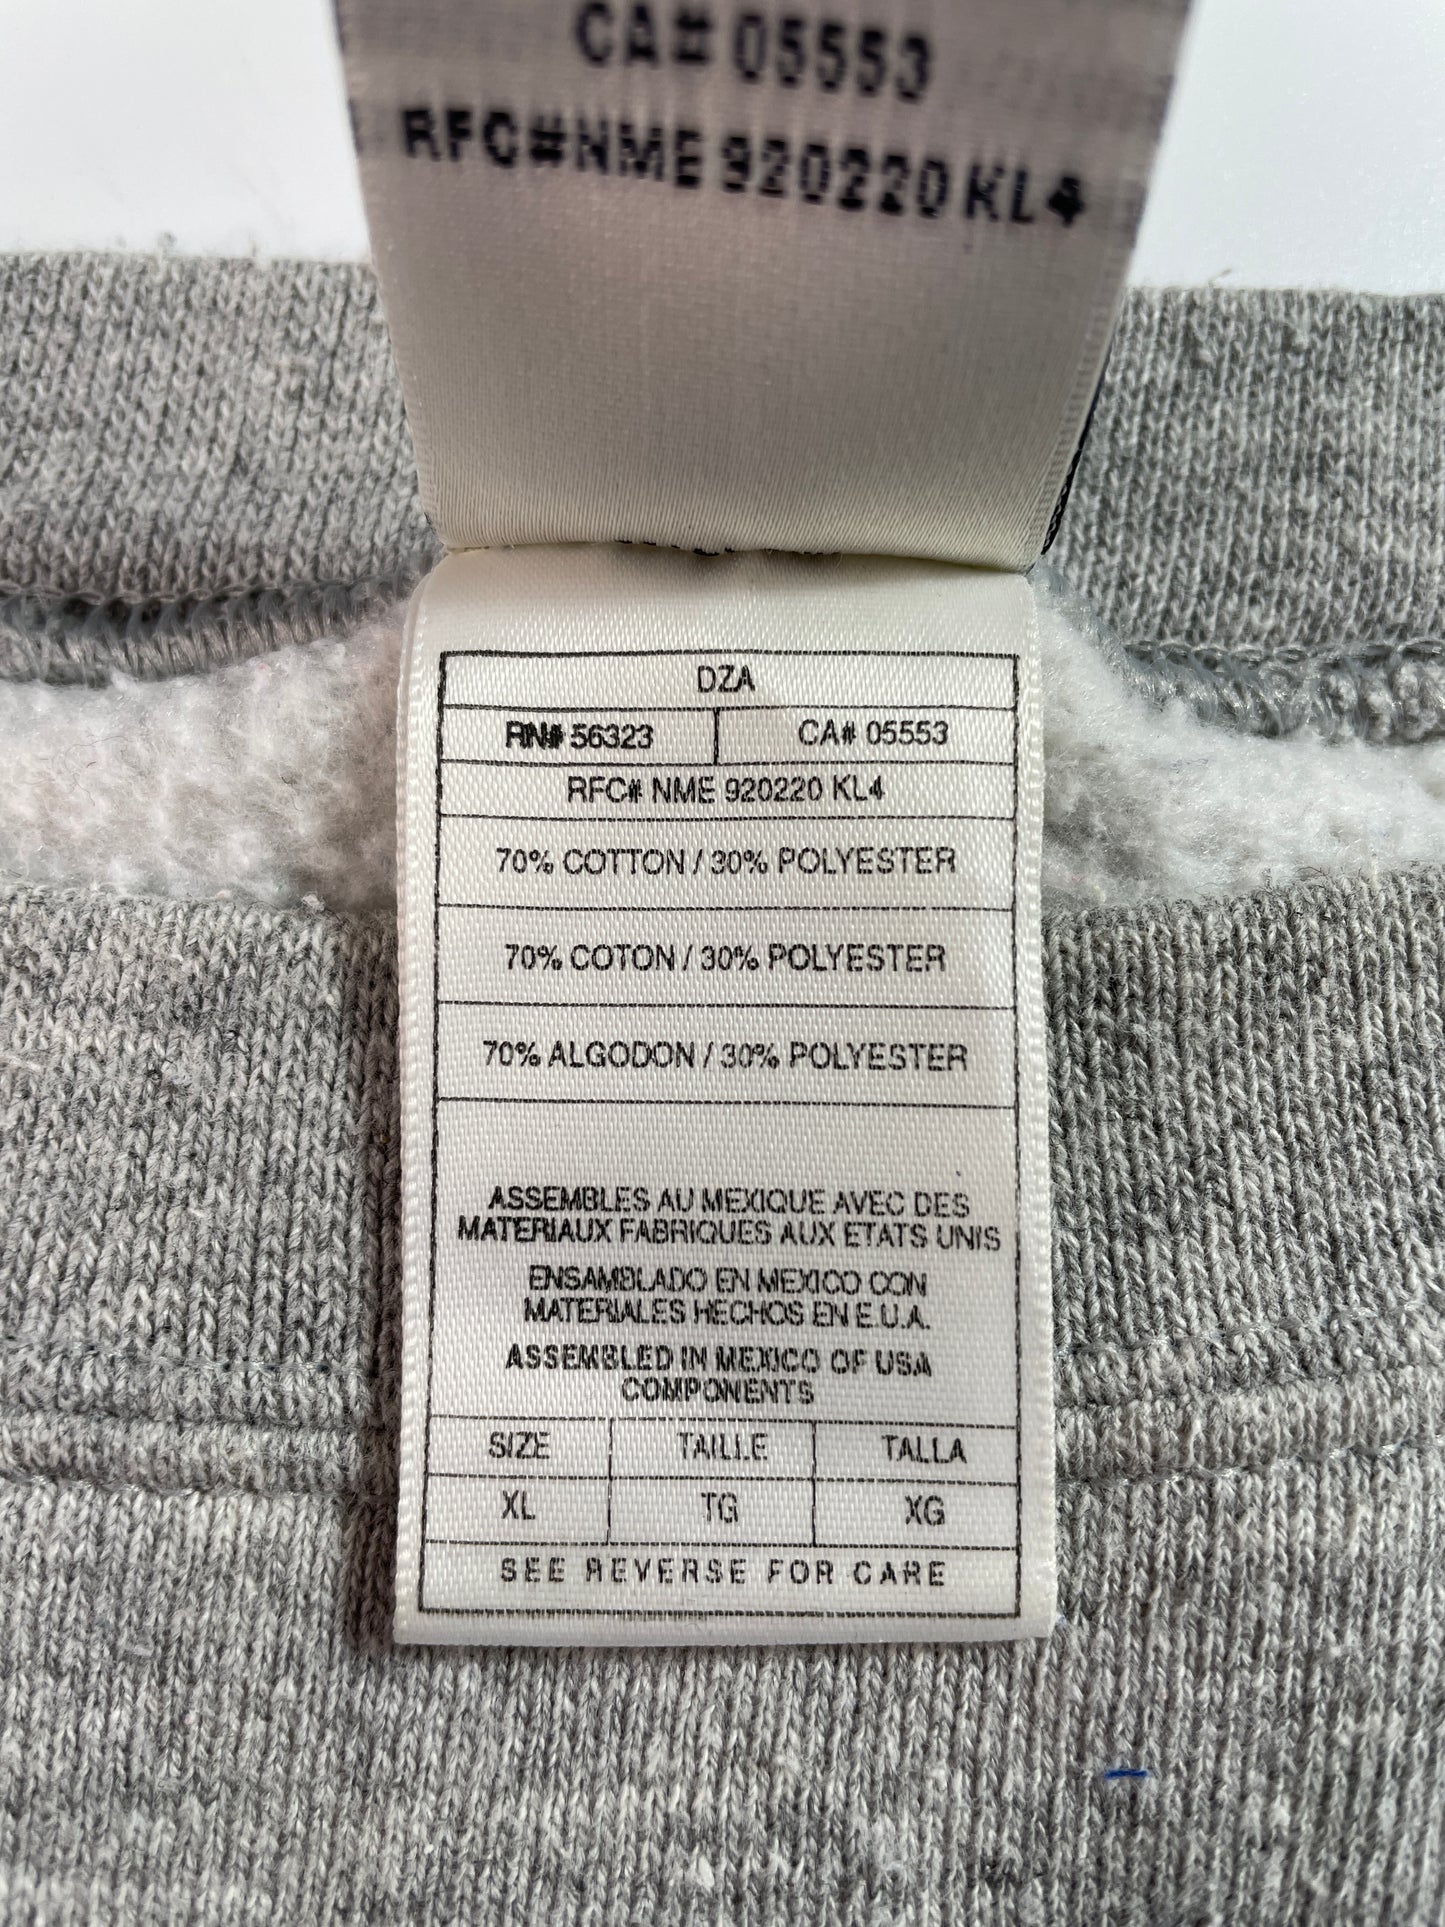 CA# 05553
RFC#NME 920220 KL4
DZA
RN# 56323
CA# 05553
RFC# NME 920220 KL4
70% COTTON / 30% POLYESTER
70% COTON / 30% POLYESTER
70% ALGODON / 30% POLYESTER
ASSEMBLES AU MEXIQUE AVEC DES
MATERIAUX FABRIQUES AUX ETATS UNIS
ENSAMBLADO EN MEXICO CON
MATERIALES HECHOS EN E.U.A.
ASSEMBLED IN MEXICO OF USA
COMPONENTS
SIZE TAILLE TALLA
XL TG XG
SEE REVERSE FOR CARE